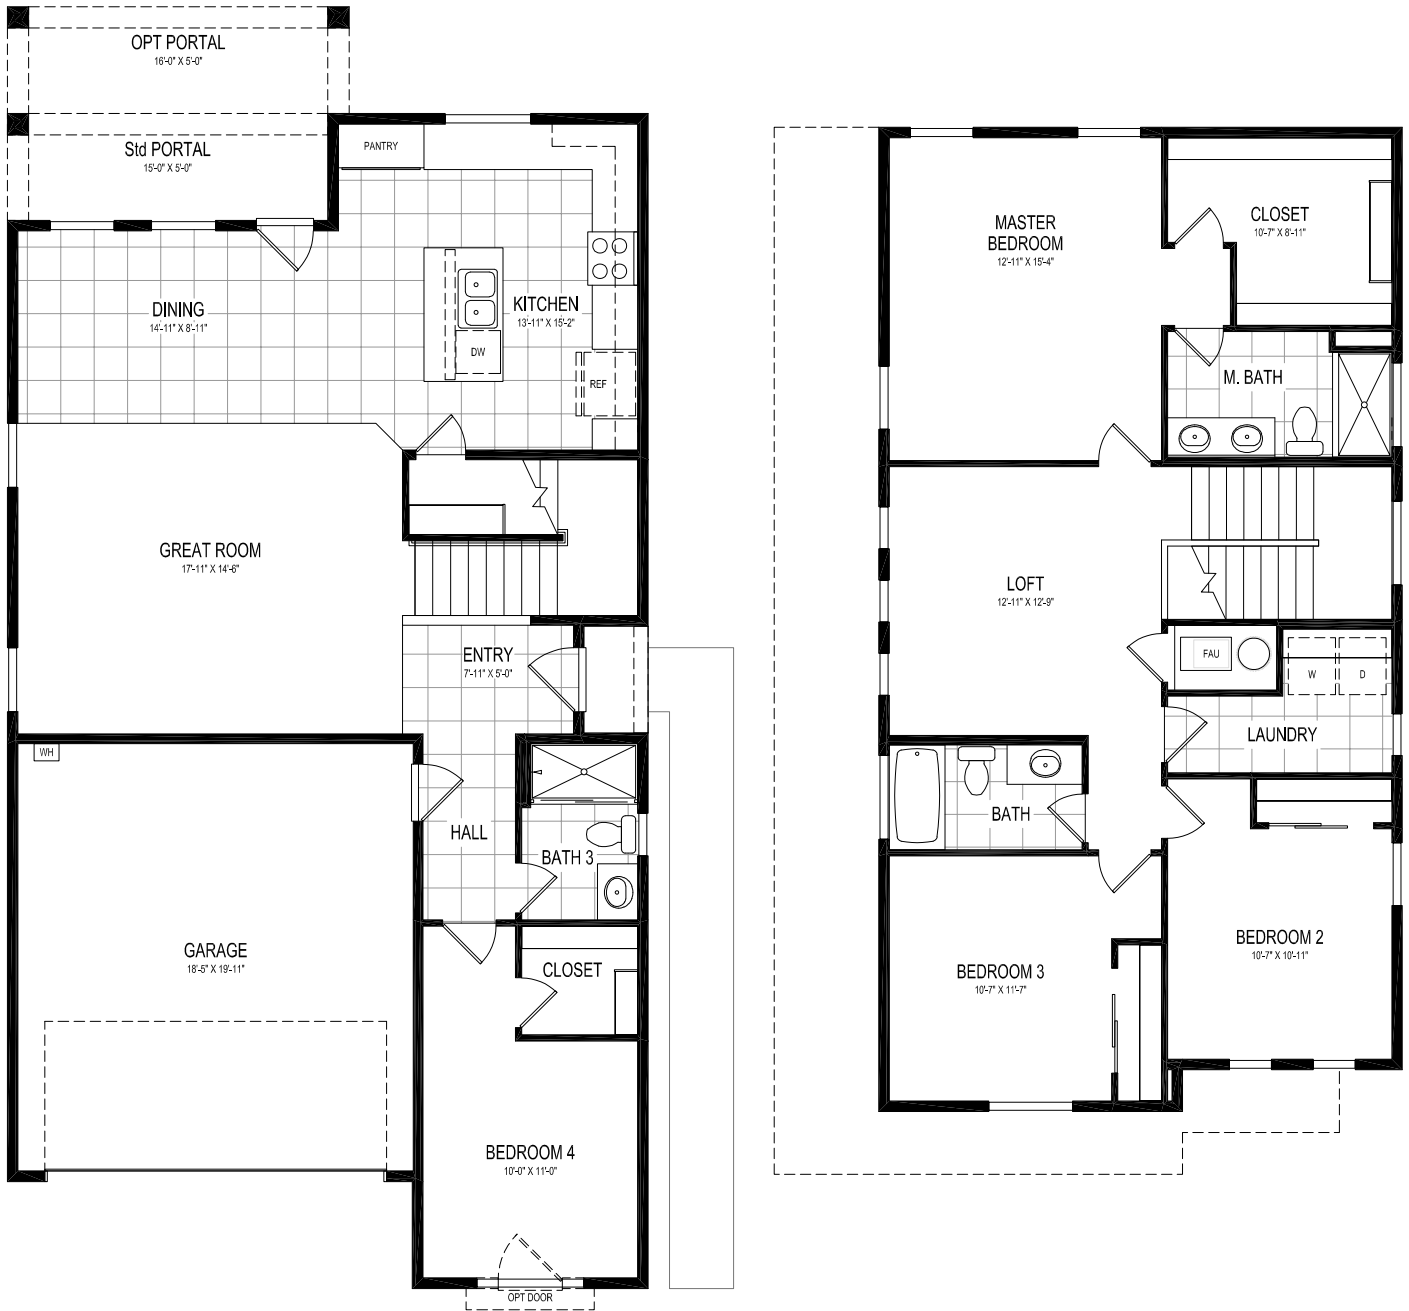 OPT PORTAL
16'-0" X 5'-0"
Std PORTAL
15'-0" X 5'-0"
PANTRY
DINING
14'-11" X 8'-11"
KITCHEN
13'-11" X 15'-2"
DW
REF
GREAT ROOM
17'-11" X 14'-6"
ENTRY
7'-11" X 5'-0"
WH
HALL
BATH 3
GARAGE
18'-5" X 19'-11"
CLOSET
BEDROOM 4
10'-0" X 11'-0"
OPT DOOR
MASTER
BEDROOM
12'-11" X 15'-4"
CLOSET
10'-7" X 8'-11"
M. BATH
LOFT
12'-11" X 12'-9"
FAU
W
D
LAUNDRY
BATH
BEDROOM 2
10'-7" X 10'-11"
BEDROOM 3
10'-7" X 11'-7"